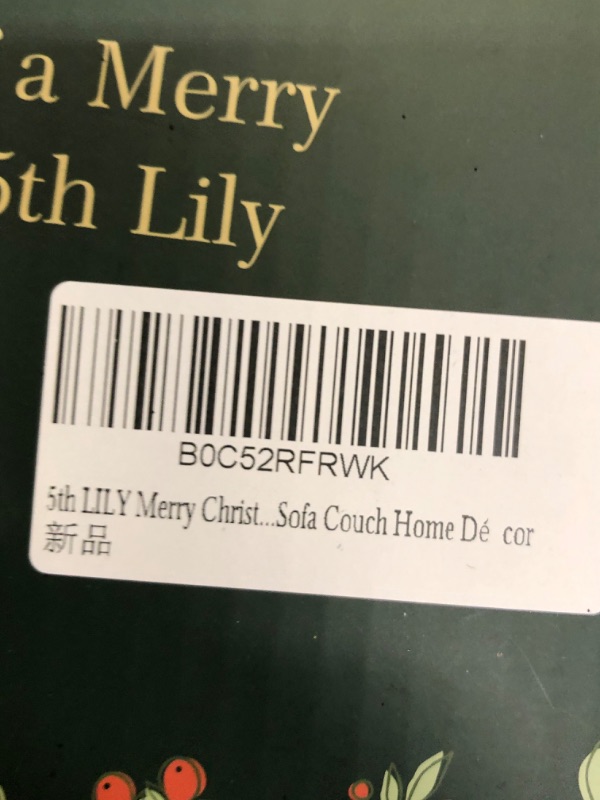 a Merry
5th Lily
B0C52RFRWK
5th LILY Merry Christ...Sofa Couch Home Dé cor
新品